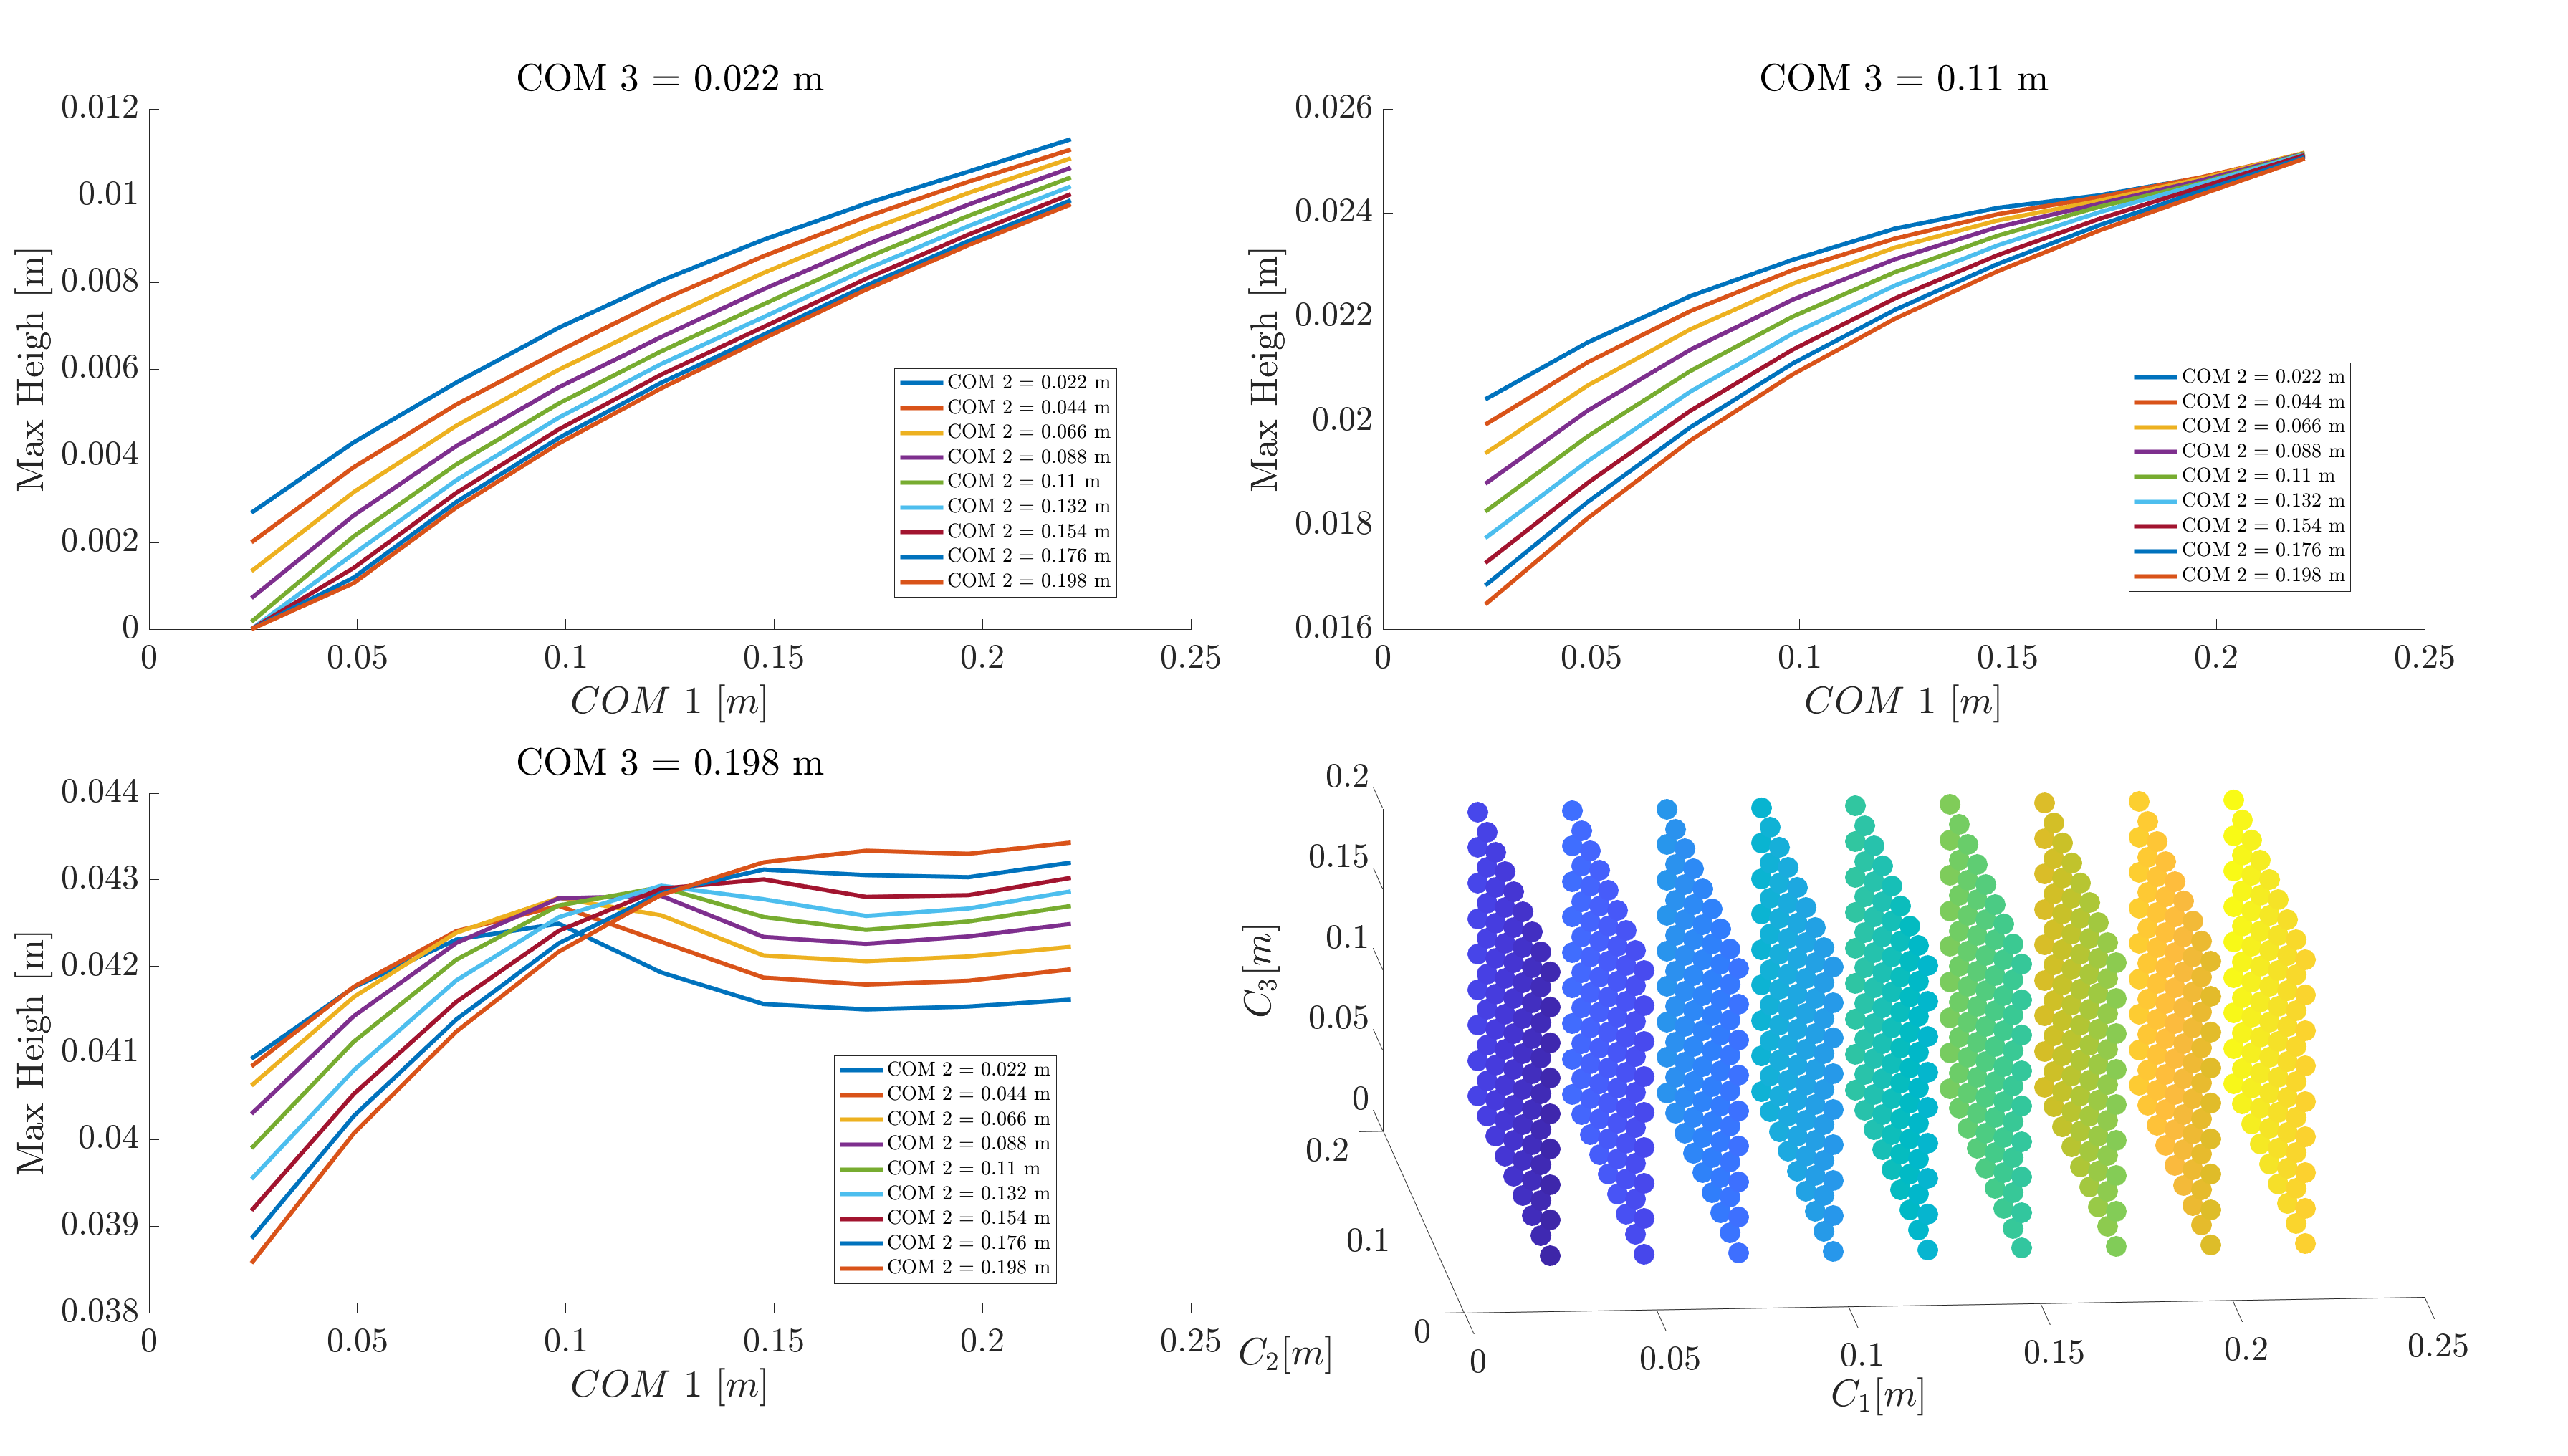 COM 3 = 0.022 m
0.012
0.01
0.008
0.006
0.004
0.002
0
Max Heigh [m]
0
0.05
0.1
0.15
0.2
0.25
COM 1 [m]
COM 2 = 0.022 m
COM 2 = 0.044 m
COM 2 = 0.066 m
COM 2 = 0.088 m
COM 2 = 0.11 m
COM 2 = 0.132 m
COM 2 = 0.154 m
COM 2 = 0.176 m
COM 2 = 0.198 m
COM 3 = 0.11 m
0.026
0.024
0.022
0.02
0.018
0.016
Max Heigh [m]
0
0.05
0.1
0.15
0.2
0.25
COM 1 [m]
COM 2 = 0.022 m
COM 2 = 0.044 m
COM 2 = 0.066 m
COM 2 = 0.088 m
COM 2 = 0.11 m
COM 2 = 0.132 m
COM 2 = 0.154 m
COM 2 = 0.176 m
COM 2 = 0.198 m
COM 3 = 0.198 m
0.044
0.043
0.042
0.041
0.04
0.039
0.038
Max Heigh [m]
0
0.05
0.1
0.15
0.2
0.25
COM 1 [m]
COM 2 = 0.022 m
COM 2 = 0.044 m
COM 2 = 0.066 m
COM 2 = 0.088 m
COM 2 = 0.11 m
COM 2 = 0.132 m
COM 2 = 0.154 m
COM 2 = 0.176 m
COM 2 = 0.198 m
0.2
0.15
0.1
0.05
0
C3[m]
0.2
0.1
0
C2[m]
0
0.05
0.1
0.15
0.2
0.25
C1[m]